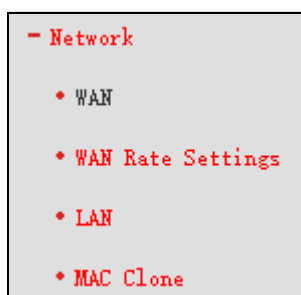 – Network
• WAN
• WAN Rate Settings
• LAN
• MAC Clone